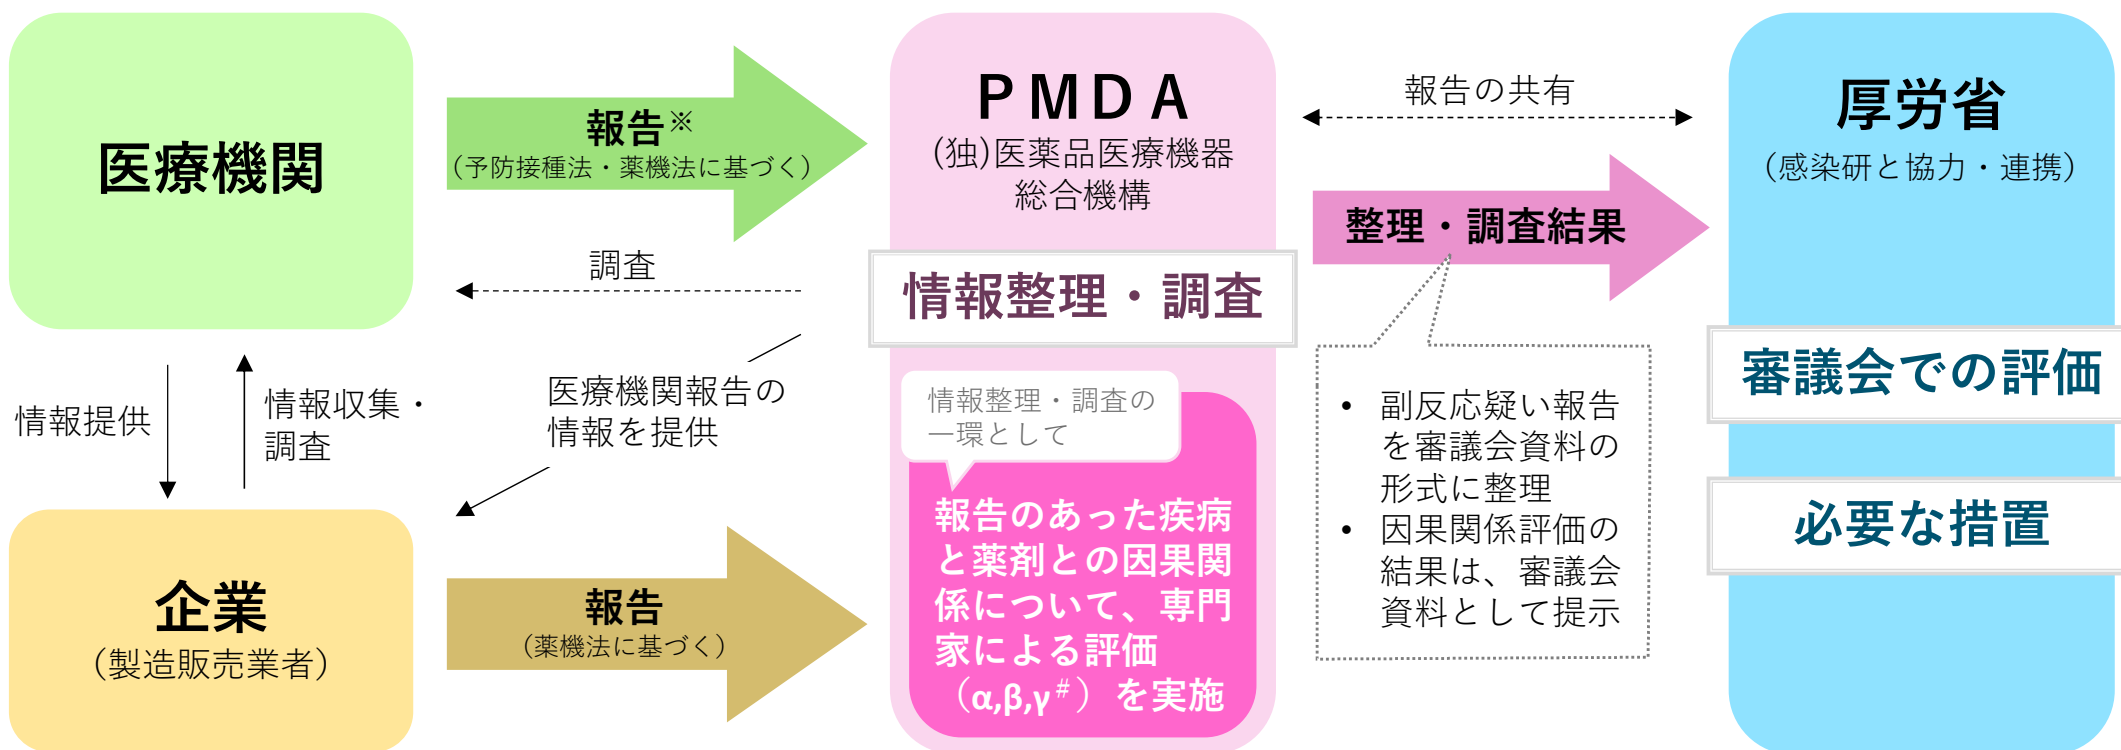 医療機関
報告※
(予防接種法・薬機法に基づく)
調査
情報提供
情報収集・
調査
医療機関報告の
情報を提供
企業
(製造販売業者)
報告
(薬機法に基づく)
PMDA
(独)医薬品医療機器
総合機構
情報整理・調査
情報整理・調査の
一環として
報告のあった疾病
と薬剤との因果関
係について、専門
家による評価
(α,β,γ#)を実施
報告の共有
整理・調査結果
• 副反応疑い報告
を審議会資料の
形式に整理
• 因果関係評価の
結果は、審議会
資料として提示
厚労省
(感染研と協力・連携)
審議会での評価
必要な措置